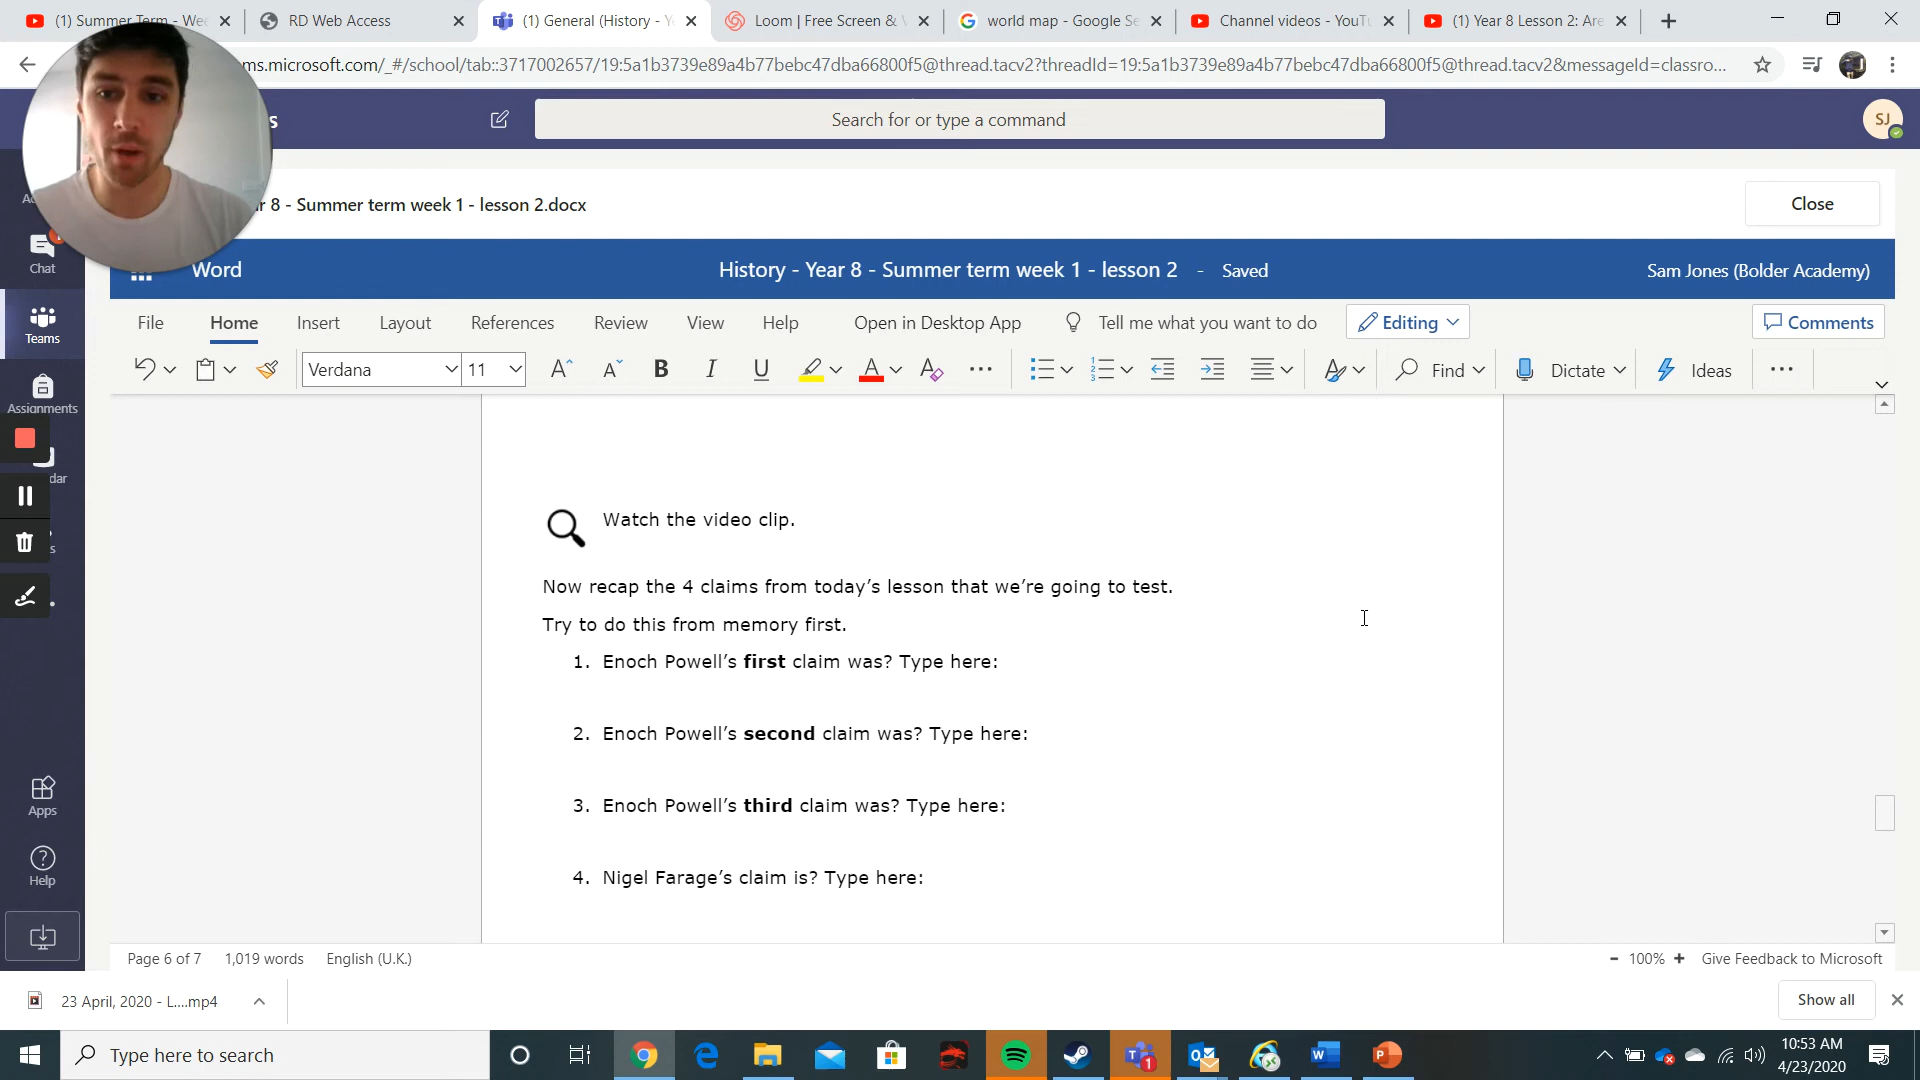 (1) Summer Term - Wee
RD Web Access
(1) General (History - Y
Loom | Free Screen &
world map - Google Se
Channel videos - YouTu
(1) Year 8 Lesson 2: Are
ms.microsoft.com/_#/school/tab::3717002657/19:5a1b3739e89a4b77bebc47dba66800f5@thread.tacv2?threadId=19:5a1b3739e89a4b77bebc47dba66800f5@thread.tacv2&messageId=classro...
s
Search for or type a command
SJ
r 8 - Summer term week 1 - lesson 2.docx
Close
Word
History - Year 8 - Summer term week 1 - lesson 2 - Saved
Sam Jones (Bolder Academy)
File Home Insert Layout References Review View Help Open in Desktop App Tell me what you want to do Editing Comments
Verdana 11 B I U A Find Dictate Ideas
Chat
Teams
Assignments
dar
Apps
Help
Watch the video clip.
Now recap the 4 claims from today's lesson that we're going to test.
Try to do this from memory first.
1. Enoch Powell's first claim was? Type here:
2. Enoch Powell's second claim was? Type here:
3. Enoch Powell's third claim was? Type here:
4. Nigel Farage's claim is? Type here:
Page 6 of 7 1,019 words English (U.K.)
- 100% + Give Feedback to Microsoft
23 April, 2020 - L....mp4
Show all
Type here to search
10:53 AM
4/23/2020